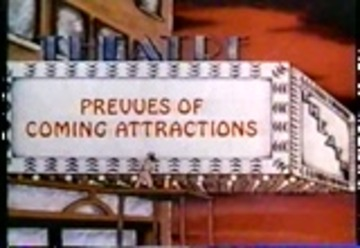 THEATRE
PREVUES OF
COMING ATTRACTIONS